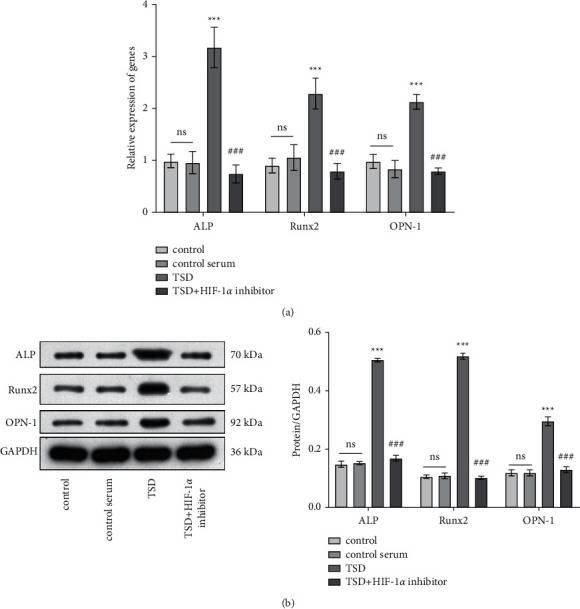 4
3
2
1
0
Relative expression of genes
ns
***
###
ns
***
###
ns
***
###
ALP
Runx2
OPN-1
control
control serum
TSD
TSD+HIF-1α inhibitor
(a)
ALP
70 kDa
Runx2
57 kDa
OPN-1
92 kDa
GAPDH
36 kDa
control
control serum
TSD
TSD+HIF-1α
inhibitor
0.6
0.4
0.2
0.0
Protein/GAPDH
ns
***
###
ns
***
###
ns
***
###
ALP
Runx2
OPN-1
control
control serum
TSD
TSD+HIF-1α inhibitor
(b)